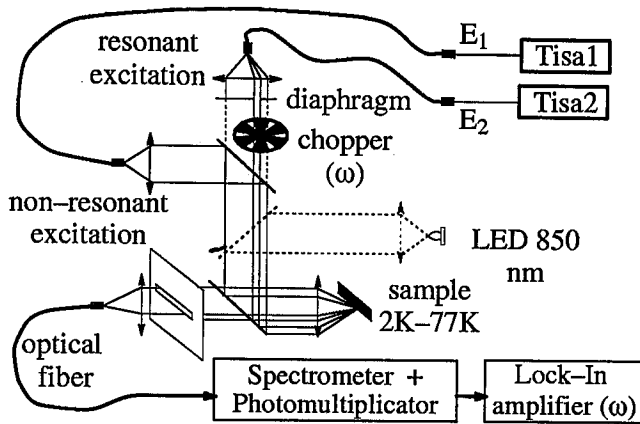 resonant
excitation
E1
Tisa1
diaphragm
E2
Tisa2
chopper
(ω)
non–resonant
excitation
LED 850
nm
sample
2K–77K
optical
fiber
Spectrometer +
Photomultiplicator
Lock–In
amplifier (ω)